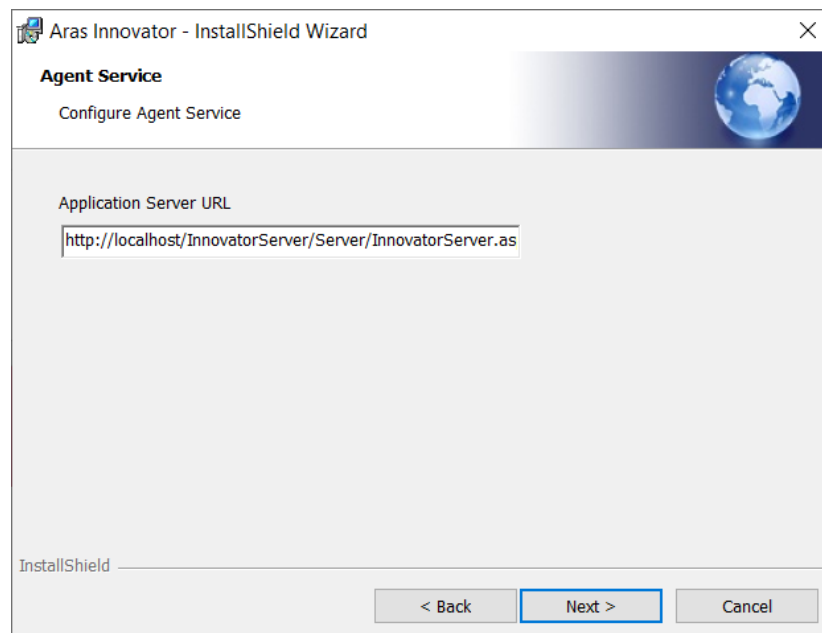 Aras Innovator - InstallShield Wizard
Agent Service
Configure Agent Service
Application Server URL
http://localhost/InnovatorServer/Server/InnovatorServer.as
InstallShield
< Back Next > Cancel